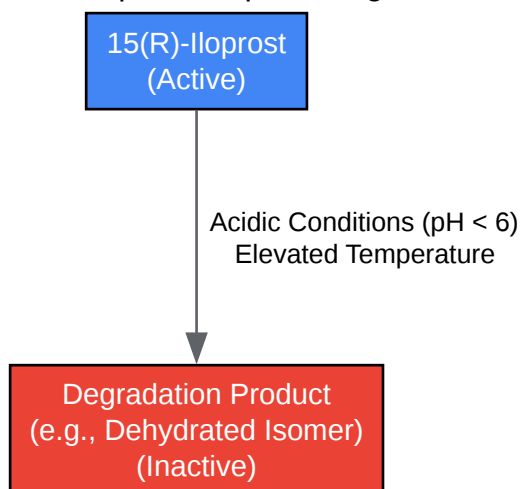 15(R)-Iloprost
(Active)
Acidic Conditions (pH < 6)
Elevated Temperature
Degradation Product
(e.g., Dehydrated Isomer)
(Inactive)